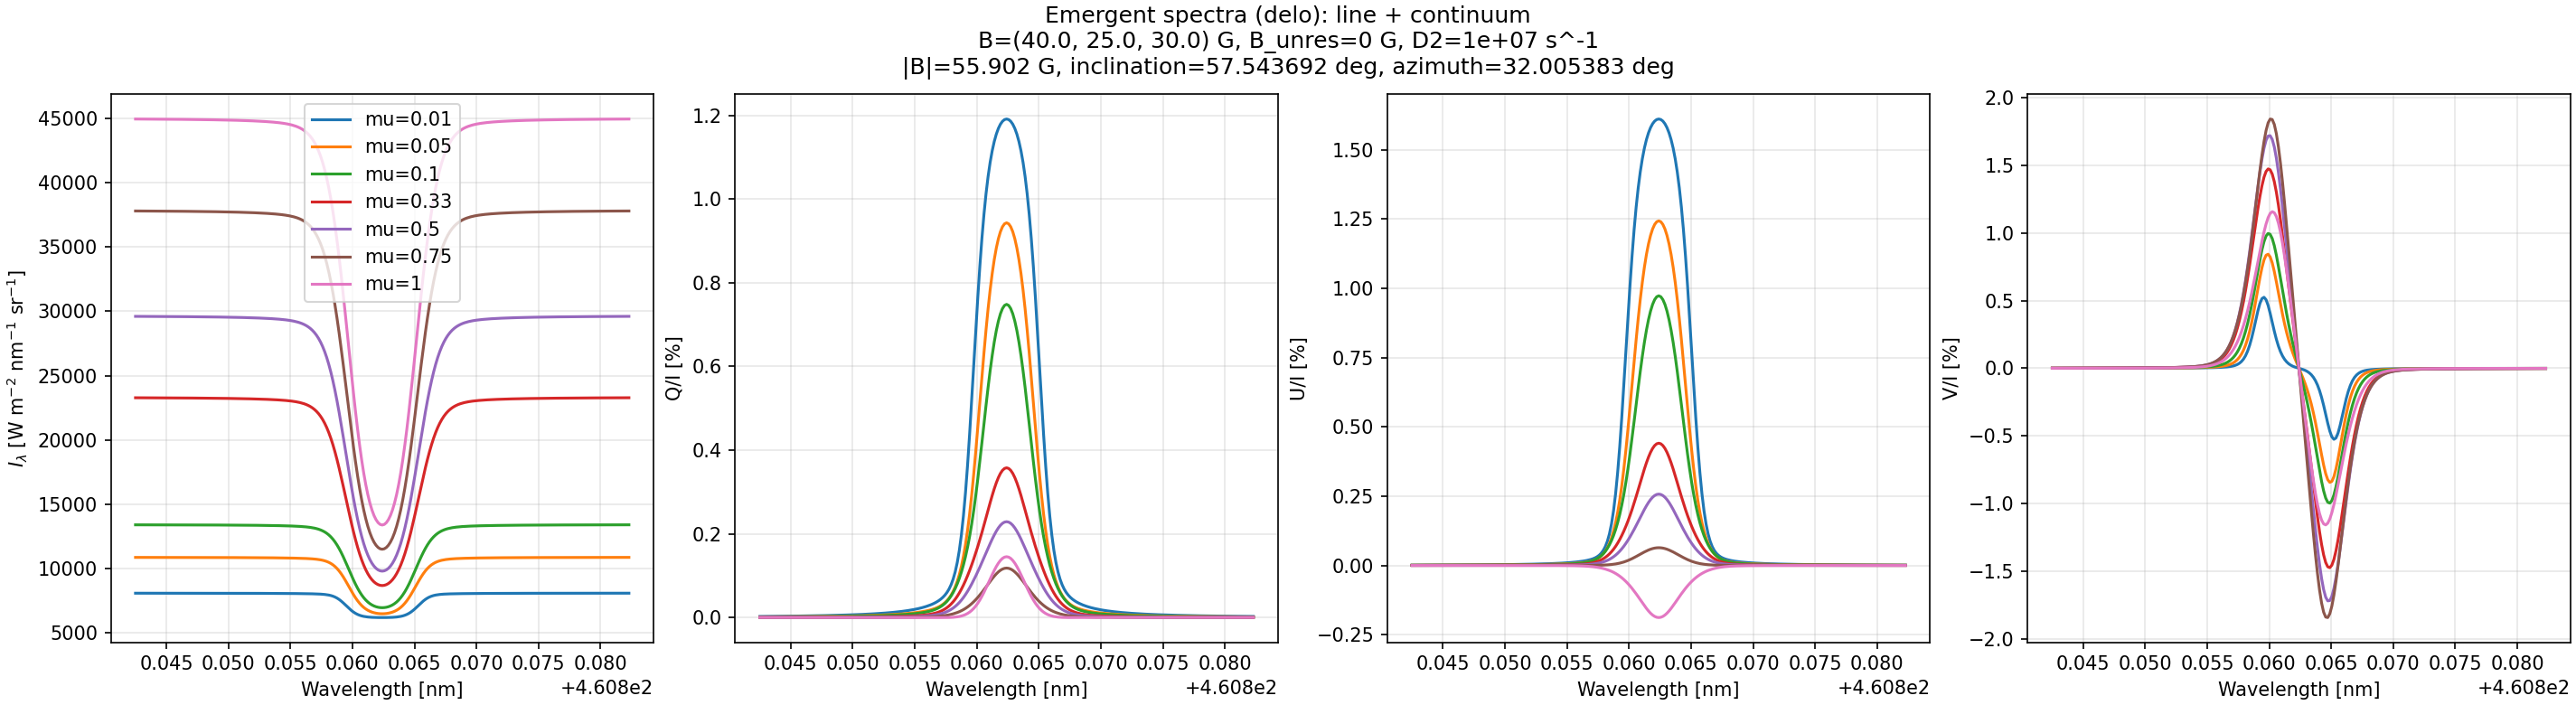 Emergent spectra (delo): line + continuum
B=(40.0, 25.0, 30.0) G, B_unres=0 G, D2=1e+07 s^-1
|B|=55.902 G, inclination=57.543692 deg, azimuth=32.005383 deg
I_λ [W m⁻² nm⁻¹ sr⁻¹]
45000
40000
35000
30000
25000
20000
15000
10000
5000
mu=0.01
mu=0.05
mu=0.1
mu=0.33
mu=0.5
mu=0.75
mu=1
0.045 0.050 0.055 0.060 0.065 0.070 0.075 0.080
Wavelength [nm]
+4.608e2
Q/I [%]
1.2
1.0
0.8
0.6
0.4
0.2
0.0
0.045 0.050 0.055 0.060 0.065 0.070 0.075 0.080
Wavelength [nm]
+4.608e2
U/I [%]
1.50
1.25
1.00
0.75
0.50
0.25
0.00
−0.25
0.045 0.050 0.055 0.060 0.065 0.070 0.075 0.080
Wavelength [nm]
+4.608e2
V/I [%]
2.0
1.5
1.0
0.5
0.0
−0.5
−1.0
−1.5
−2.0
0.045 0.050 0.055 0.060 0.065 0.070 0.075 0.080
Wavelength [nm]
+4.608e2